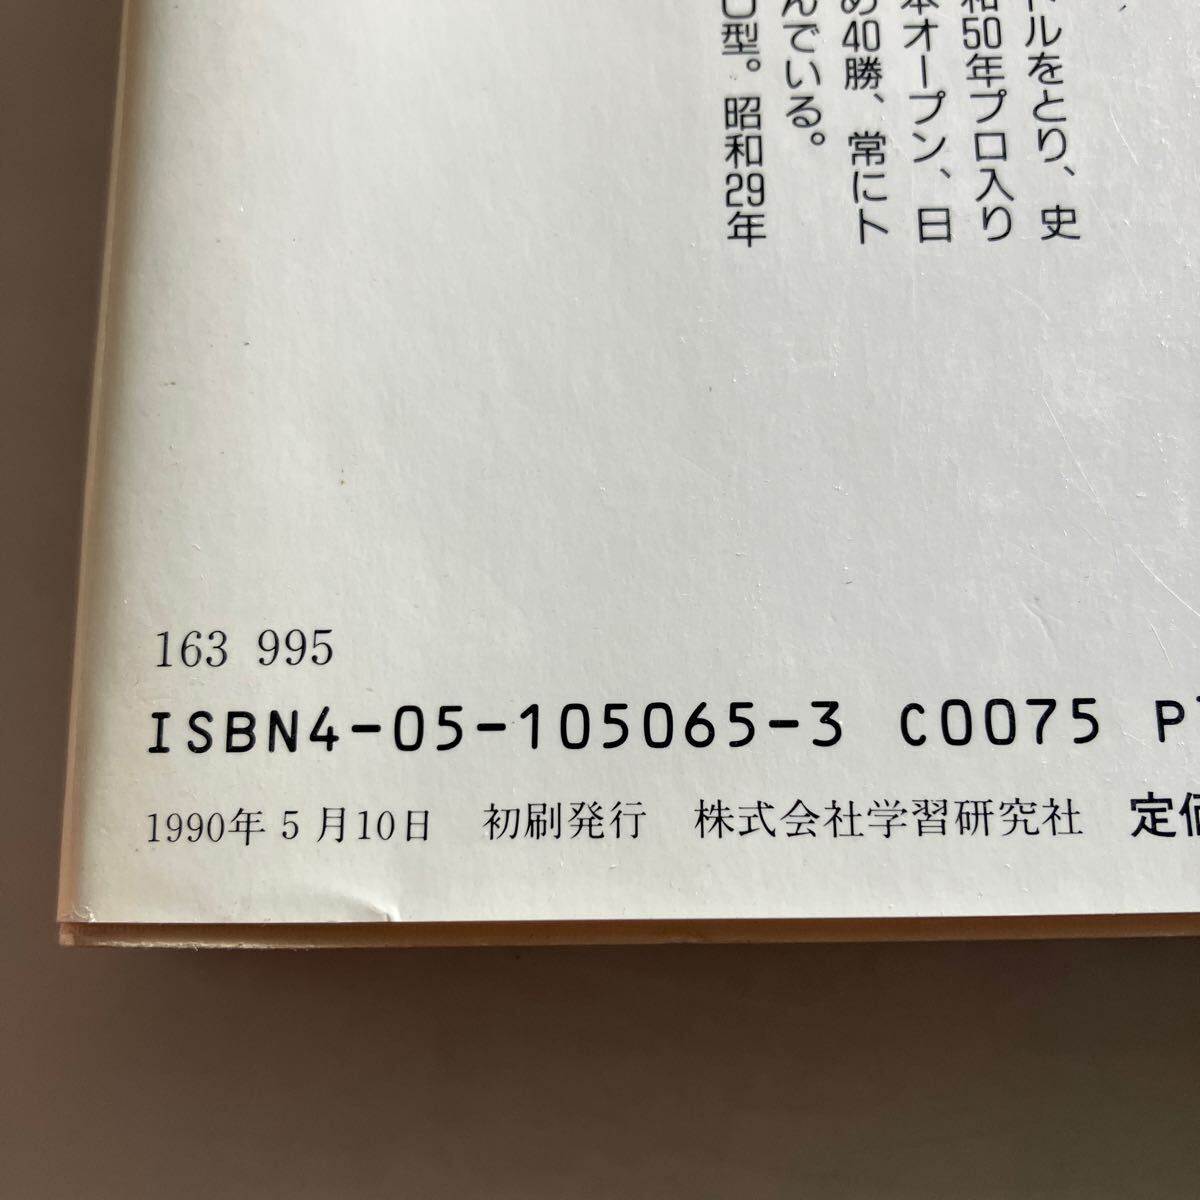 ドルをとり、史
和50年プロ入り
本オープン、日
め40勝、常にト
んでいる。
O型。昭和29年
163 995
ISBN4-05-105065-3 C0075 P
1990年5月10日 初刷発行 株式会社学習研究社 定価